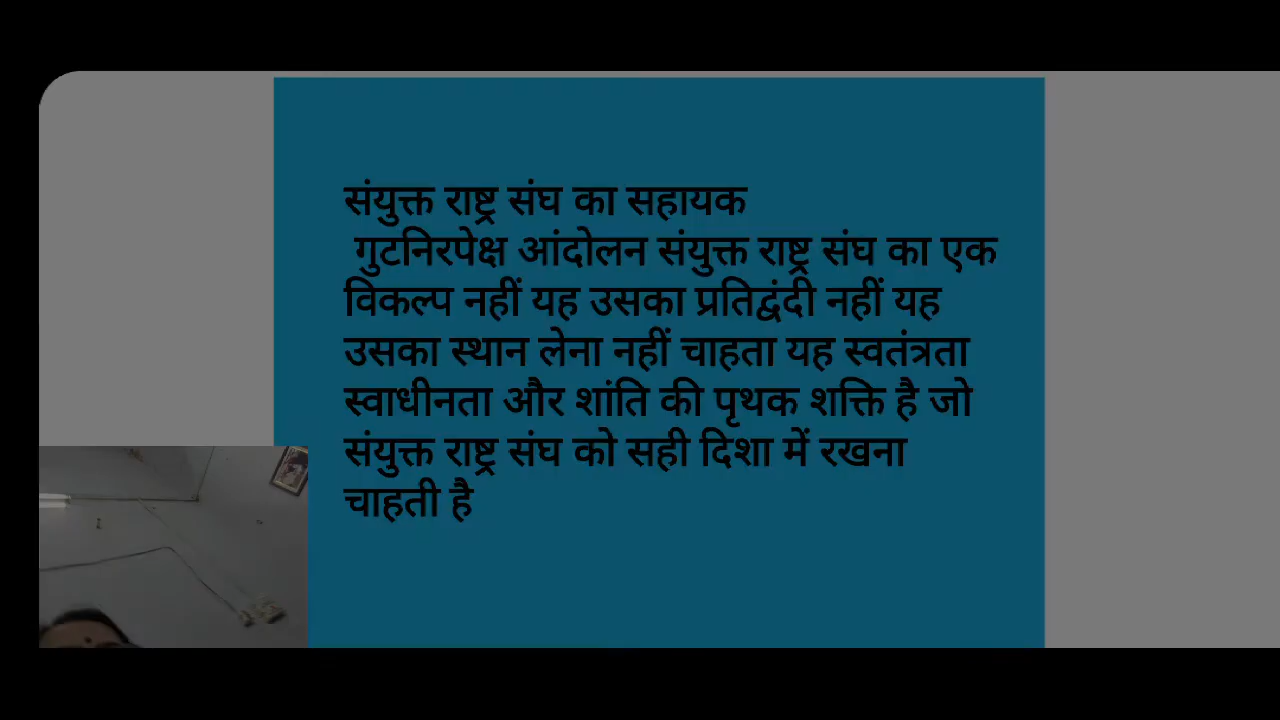 संयुक्त राष्ट्र संघ का सहायक
गुटनिरपेक्ष आंदोलन संयुक्त राष्ट्र संघ का एक
विकल्प नहीं यह उसका प्रतिद्वंदी नहीं यह
उसका स्थान लेना नहीं चाहता यह स्वतंत्रता
स्वाधीनता और शांति की पृथक शक्ति है जो
संयुक्त राष्ट्र संघ को सही दिशा में रखना
चाहती है